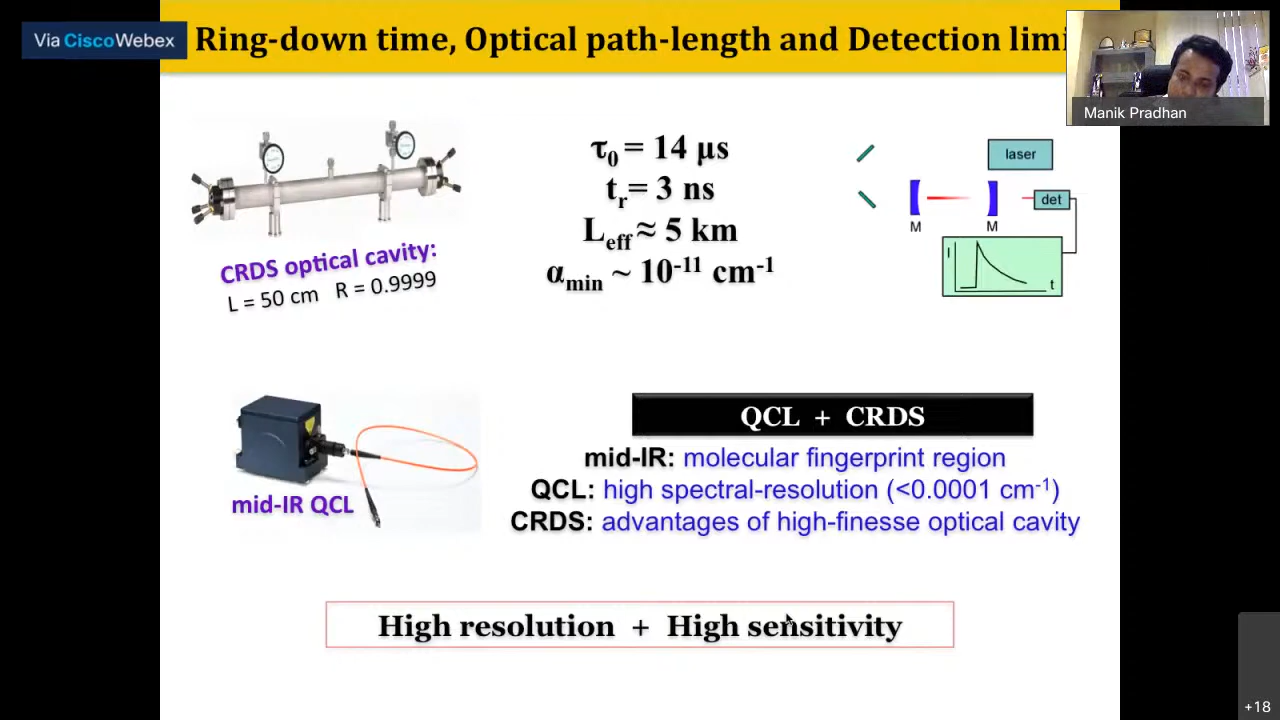 Via CiscoWebex
Ring-down time, Optical path-length and Detection limi
Manik Pradhan
τ₀ = 14 μs
tᵣ = 3 ns
L_eff ≈ 5 km
α_min ~ 10⁻¹¹ cm⁻¹
CRDS optical cavity:
L = 50 cm R = 0.9999
laser
det
M M
I
t
mid-IR QCL
QCL + CRDS
mid-IR: molecular fingerprint region
QCL: high spectral-resolution (<0.0001 cm⁻¹)
CRDS: advantages of high-finesse optical cavity
High resolution + High sensitivity
+18